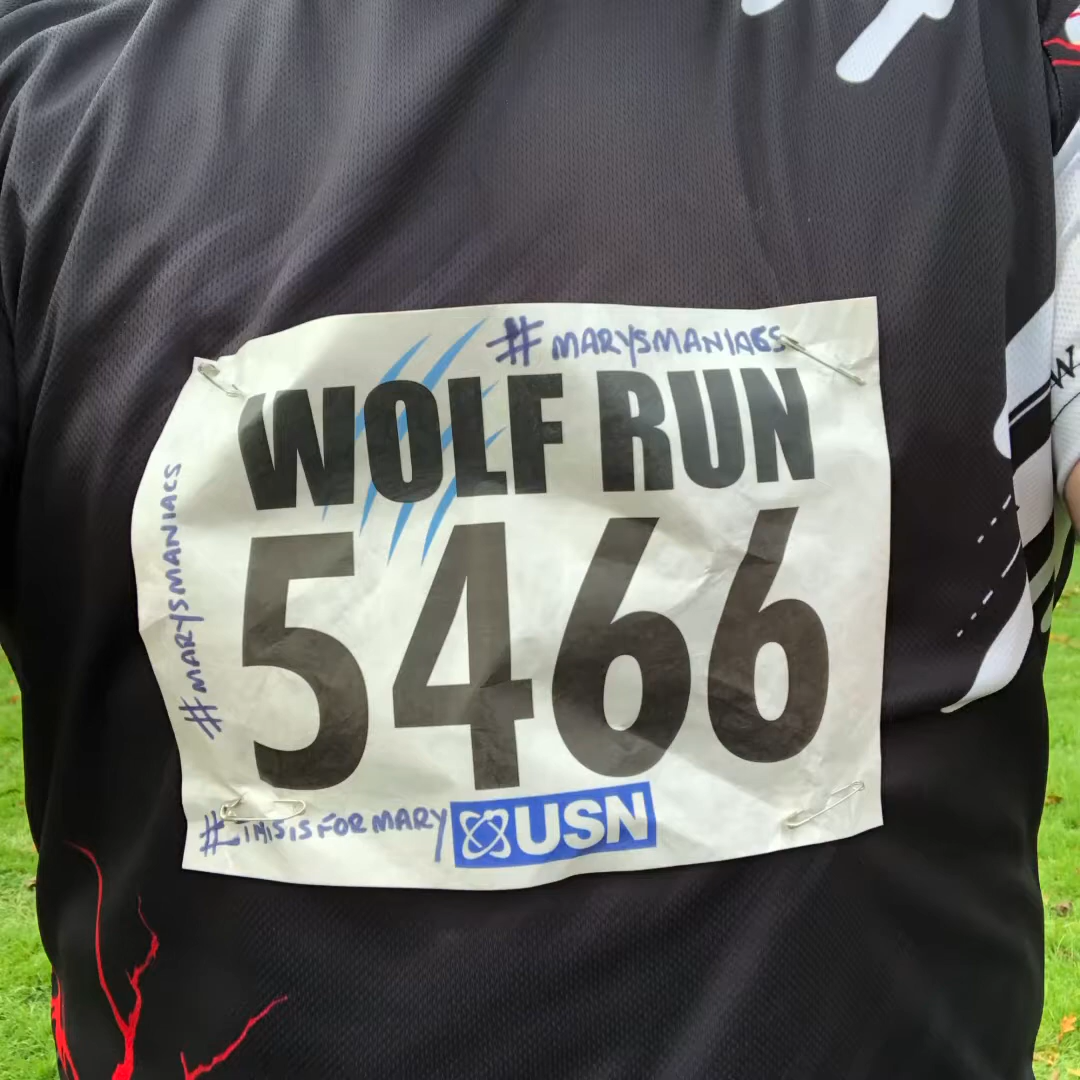 #MARYSMANIACS
WOLF RUN
5466
#MARYSMANIACS
#THISISFORMARY
USN